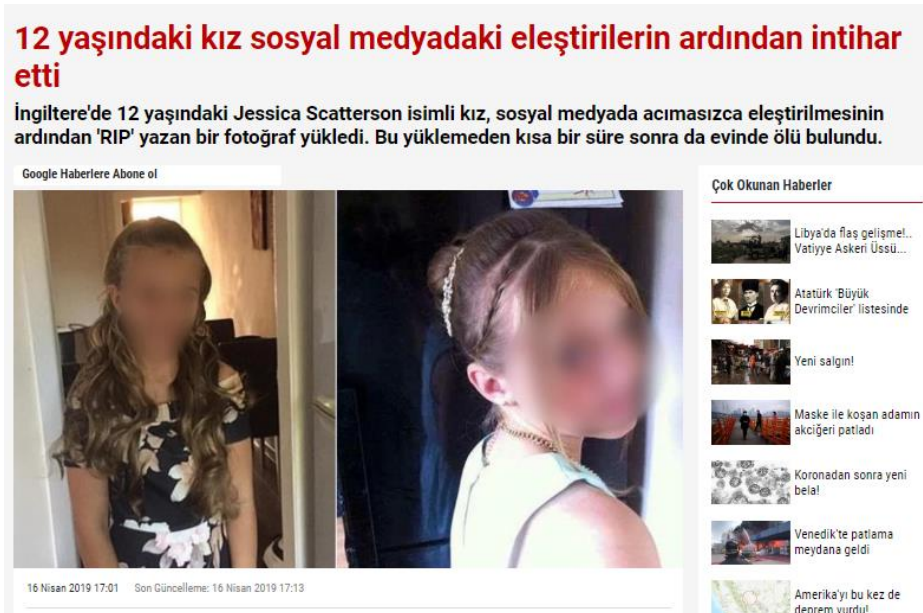 12 yaşındaki kız sosyal medyadaki eleştirilerin ardından intihar
etti
İngiltere'de 12 yaşındaki Jessica Scatterson isimli kız, sosyal medyada acımasızca eleştirilmesinin
ardından 'RIP' yazan bir fotoğraf yükledi. Bu yüklemeden kısa bir süre sonra da evinde ölü bulundu.
Google Haberlere Abone ol
16 Nisan 2019 17:01 Son Güncelleme: 16 Nisan 2019 17:13
Çok Okunan Haberler
Libya'da flaş gelişme!..
Vatiyye Askeri Üssü...
Atatürk 'Büyük
Devrimciler' listesinde
Yeni salgın!
Maske ile koşan adamın
akciğeri patladı
Koronadan sonra yeni
bela!
Venedik'te patlama
meydana geldi
Amerika'yı bu kez de
deprem vurdu!